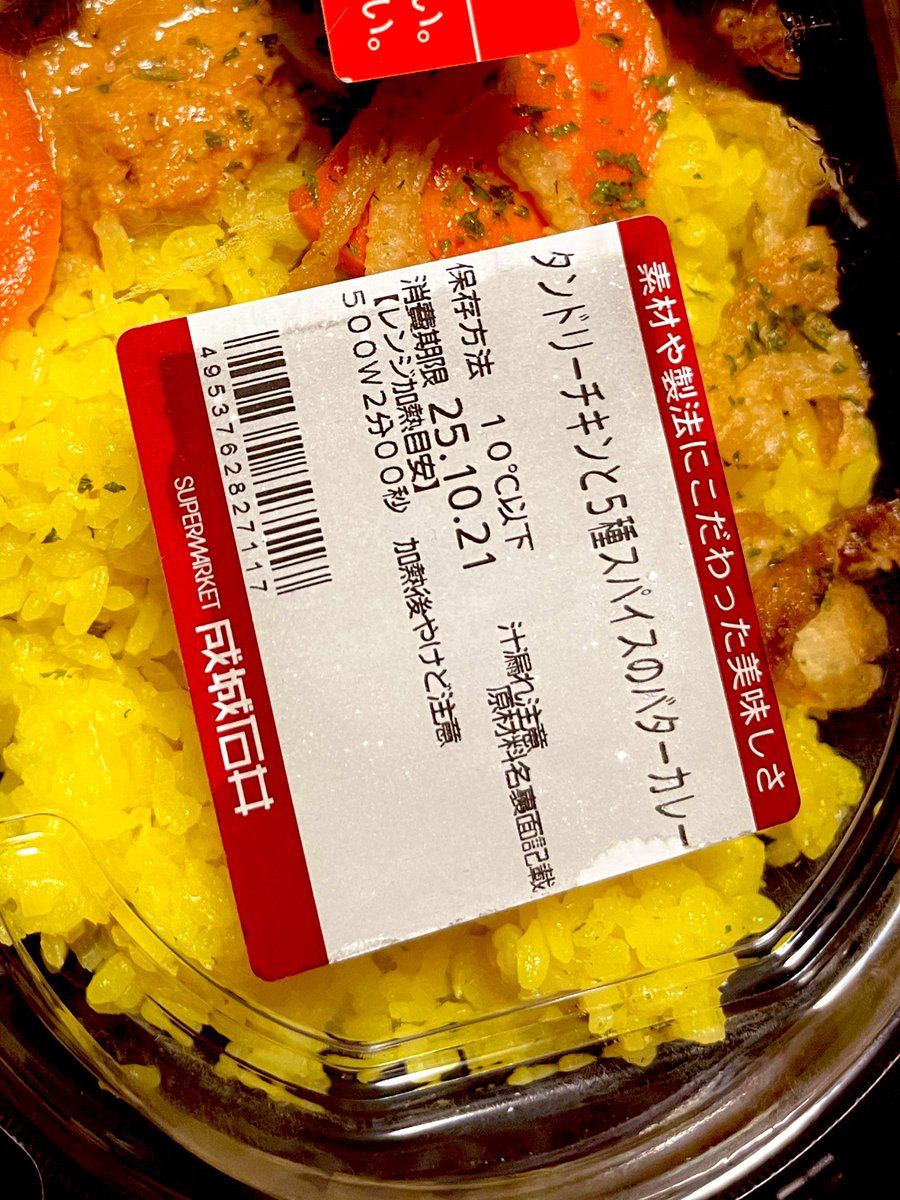 い。
い。
素材や製法にこだわった美味しさ
タンドリーチキンと5種スパイスのバターカレー
保存方法 10℃以下 汁漏れ注意
消費期限 25.10.21 原材料名裏面記載
【レンジ加熱目安】
500W2分00秒 加熱後やけど注意
4953762827117
SUPERMARKET 成城石井